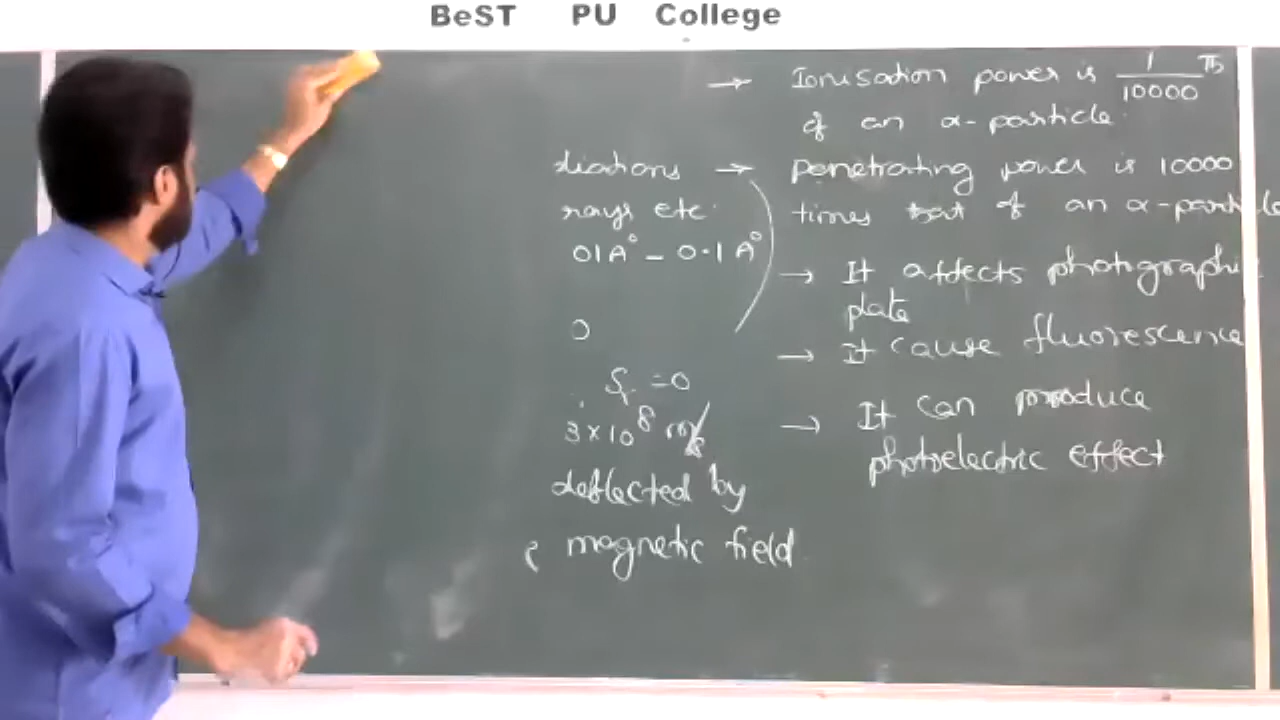 BeST PU College
→ Ionisation power is 1/10000 th
of an α-particle.
diations → penetrating power is 10000
rays etc. times that of an α-particle
01A° – 0.1A°
→ It affects photographi
plate
0
→ It cause fluorescence
= 0
→ It can produce
3×10⁸ m/s
photoelectric effect
deflected by
magnetic field